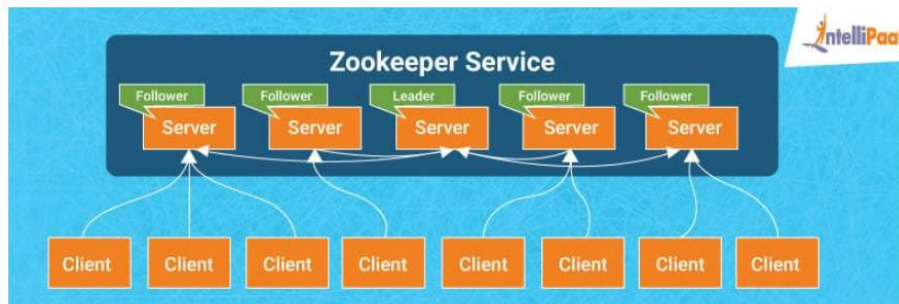 IntelliPaat
Zookeeper Service
Follower Follower Leader Follower Follower
Server Server Server Server Server
Client Client Client Client Client Client Client Client